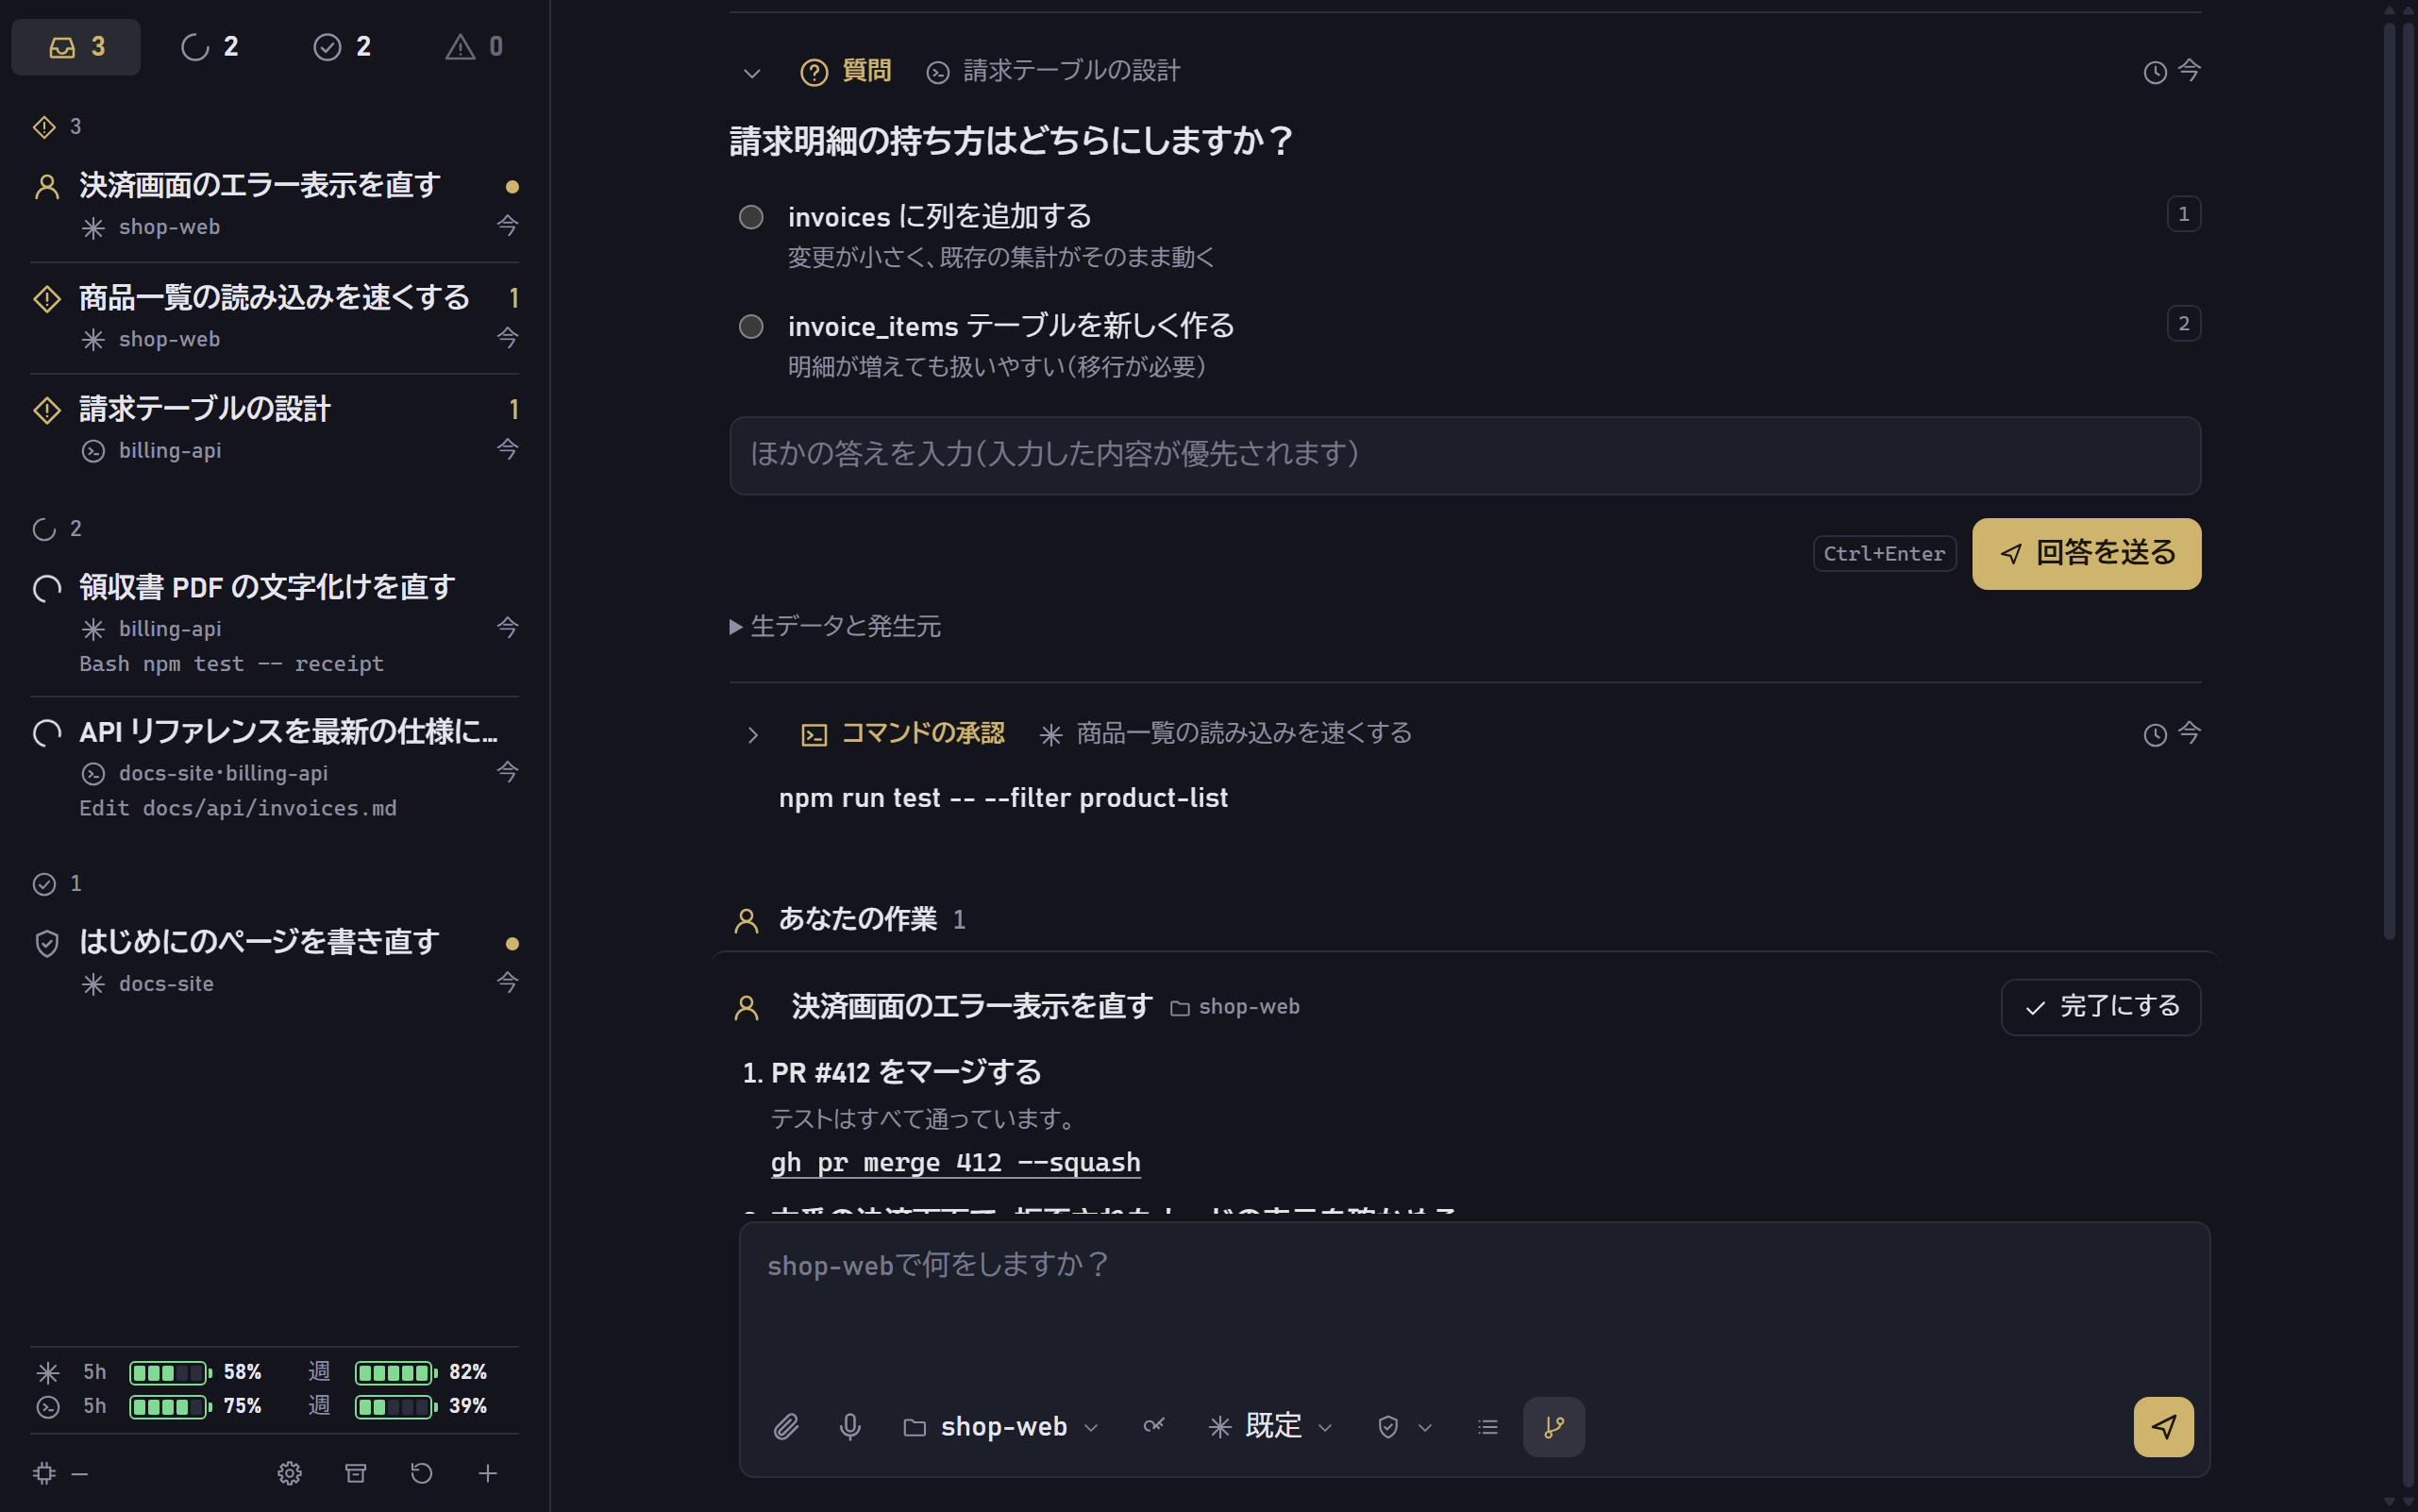 3
2
2
0
3
決済画面のエラー表示を直す
shop-web
今
商品一覧の読み込みを速くする
1
shop-web
今
請求テーブルの設計
1
billing-api
今
2
領収書 PDF の文字化けを直す
billing-api
今
Bash npm test -- receipt
API リファレンスを最新の仕様に…
docs-site・billing-api
今
Edit docs/api/invoices.md
1
はじめにのページを書き直す
docs-site
今
5h 58% 週 82%
5h 75% 週 39%
質問 請求テーブルの設計
今
請求明細の持ち方はどちらにしますか？
invoices に列を追加する
1
変更が小さく、既存の集計がそのまま動く
invoice_items テーブルを新しく作る
2
明細が増えても扱いやすい（移行が必要）
ほかの答えを入力（入力した内容が優先されます）
Ctrl+Enter
回答を送る
生データと発生元
コマンドの承認 商品一覧の読み込みを速くする
今
npm run test -- --filter product-list
あなたの作業 1
決済画面のエラー表示を直す shop-web
完了にする
1. PR #412 をマージする
テストはすべて通っています。
gh pr merge 412 --squash
shop-webで何をしますか？
shop-web
既定